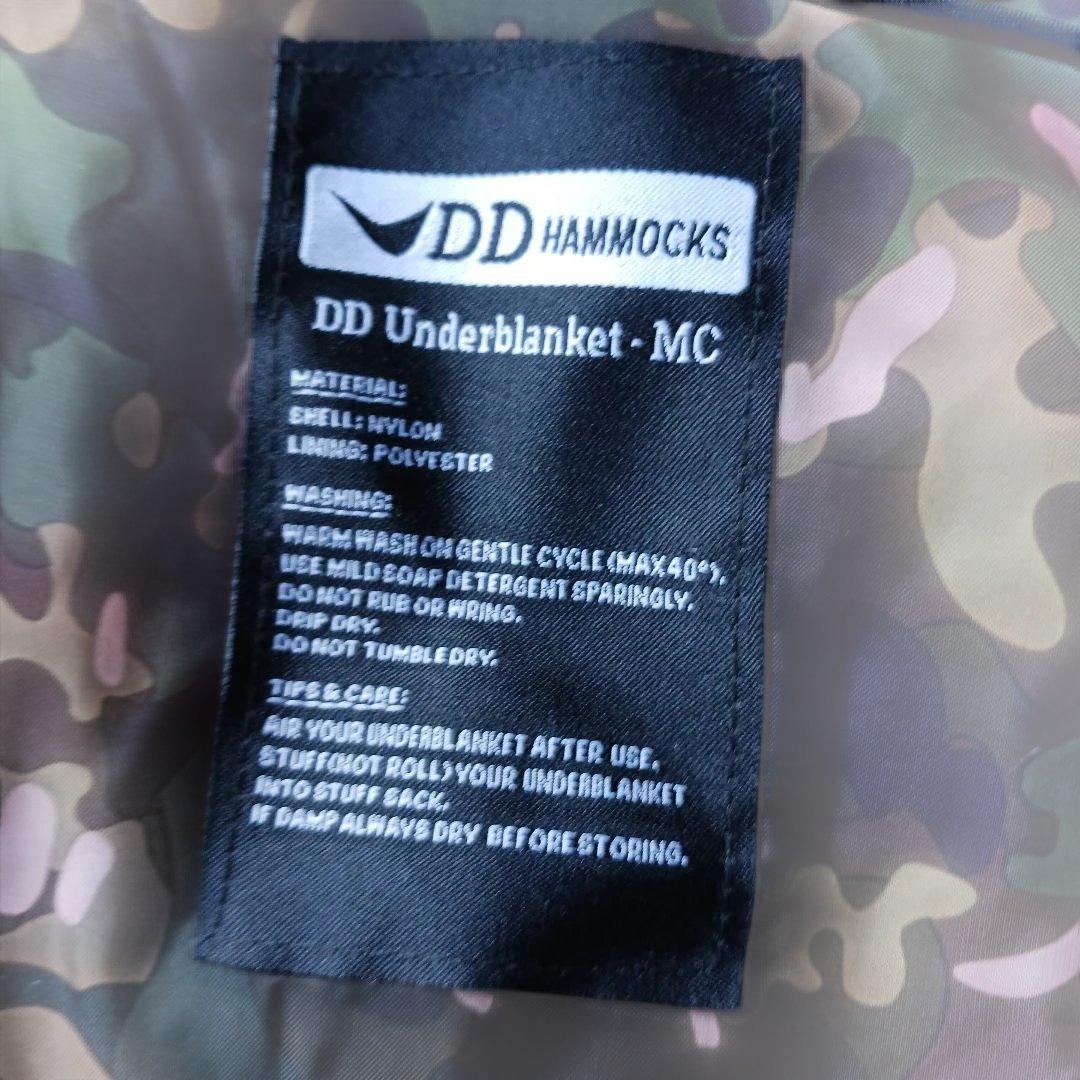 DD HAMMOCKS
DD Underblanket - MC
MATERIAL:
SHELL: NYLON
LINING: POLYESTER
WASHING:
WARM WASH ON GENTLE CYCLE (MAX40°).
USE MILD SOAP DETERGENT SPARINGLY.
DO NOT RUB OR WRING.
DRIP DRY.
DO NOT TUMBLE DRY.
TIPS & CARE:
AIR YOUR UNDERBLANKET AFTER USE.
STUFF(NOT ROLL) YOUR UNDERBLANKET
INTO STUFF SACK.
IF DAMP ALWAYS DRY BEFORE STORING.